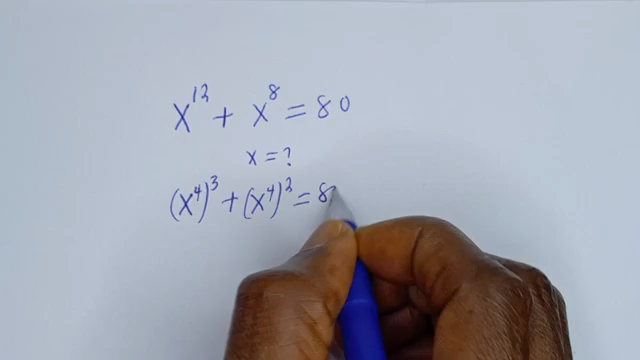 x¹² + x⁸ = 80
x = ?
(x⁴)³ + (x⁴)² = 8